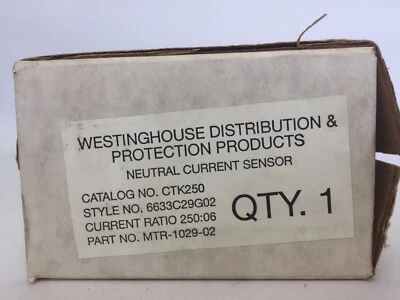 WESTINGHOUSE DISTRIBUTION &
PROTECTION PRODUCTS
NEUTRAL CURRENT SENSOR
CATALOG NO. CTK250
STYLE NO. 6633C29G02
CURRENT RATIO 250:06
PART NO. MTR-1029-02
QTY. 1